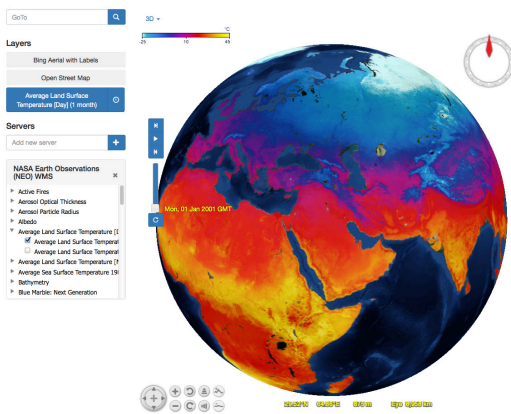 GoTo
3D
°C
-25 10 45
Layers
Bing Aerial with Labels
Open Street Map
Average Land Surface
Temperature [Day] (1 month)
Servers
Add new server
NASA Earth Observations
(NEO) WMS
Active Fires
Aerosol Optical Thickness
Aerosol Particle Radius
Albedo
Average Land Surface Temperature [D
Average Land Surface Temperat
Average Land Surface Temperat
Average Land Surface Temperature [N
Average Sea Surface Temperature 198
Bathymetry
Blue Marble: Next Generation
Mon, 01 Jan 2001 GMT
Eye